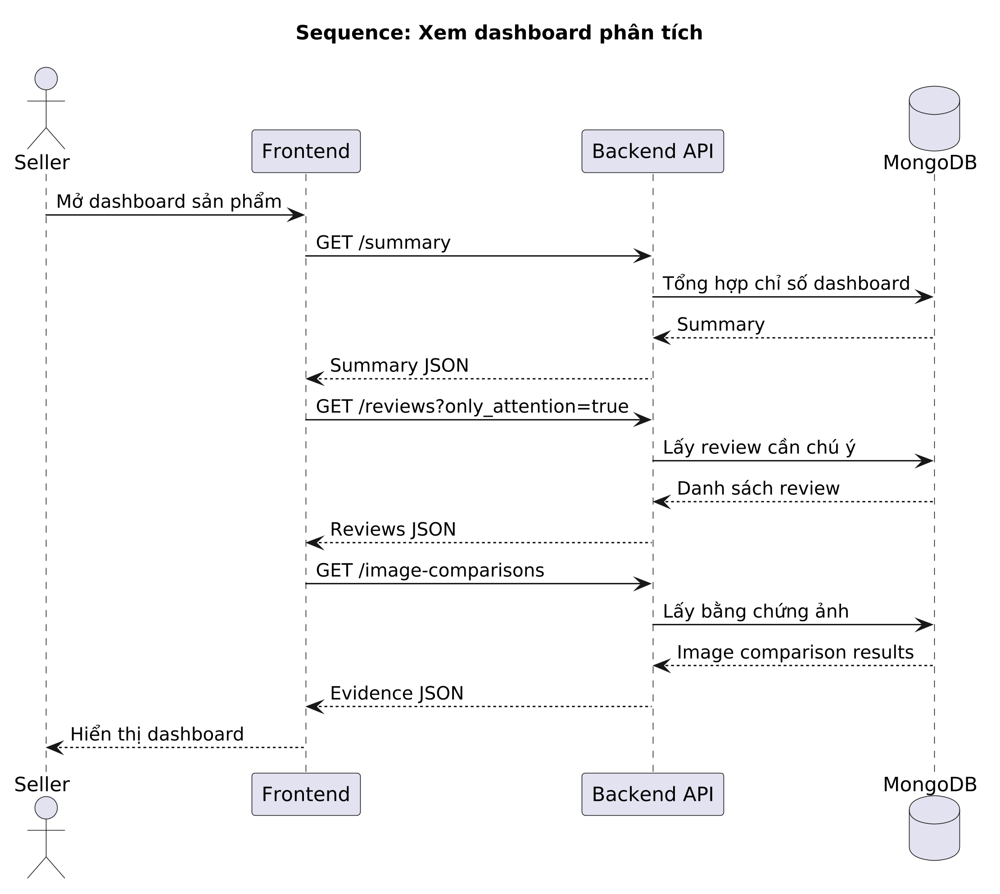 Sequence: Xem dashboard phân tích
Seller
Frontend
Backend API
MongoDB
Mở dashboard sản phẩm
GET /summary
Tổng hợp chỉ số dashboard
Summary
Summary JSON
GET /reviews?only_attention=true
Lấy review cần chú ý
Danh sách review
Reviews JSON
GET /image-comparisons
Lấy bằng chứng ảnh
Image comparison results
Evidence JSON
Hiển thị dashboard
Seller
Frontend
Backend API
MongoDB